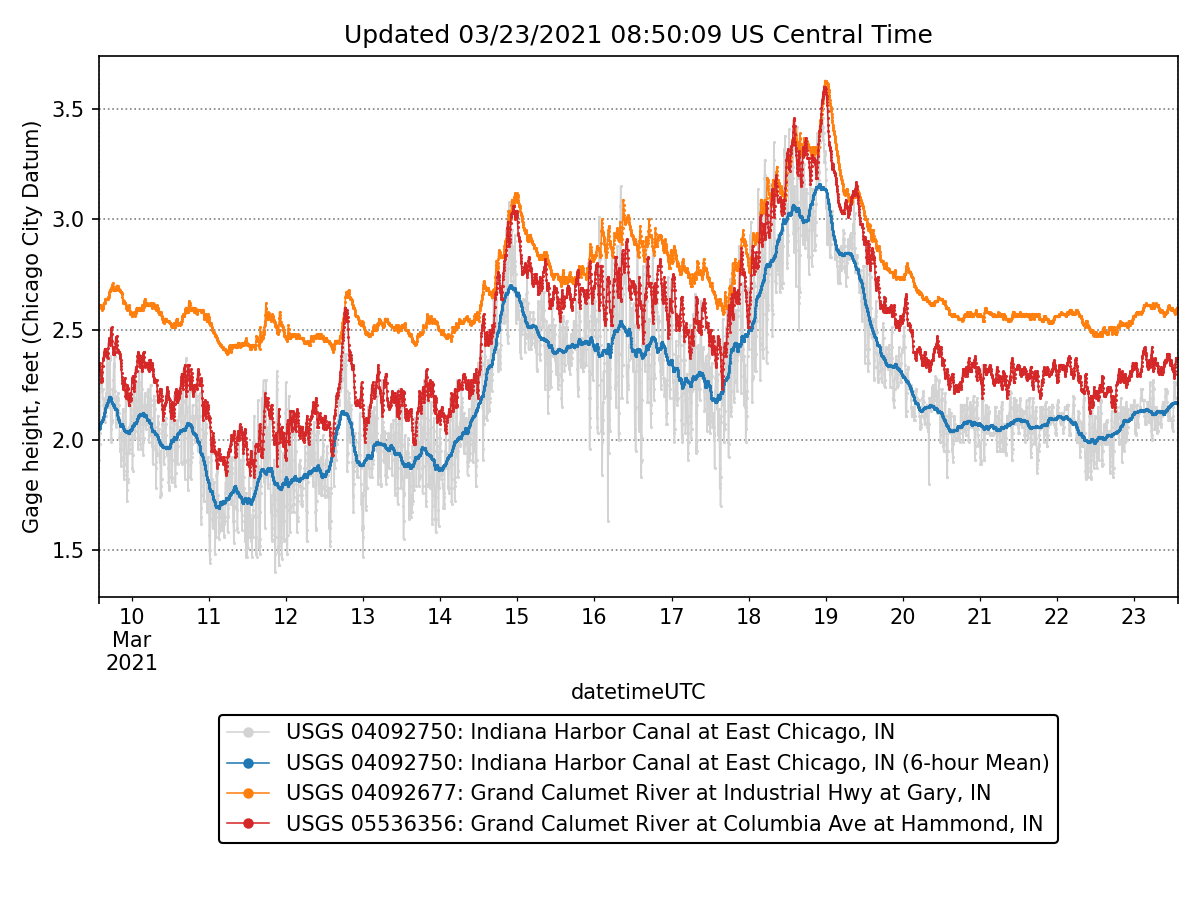 Updated 03/23/2021 08:50:09 US Central Time
Gage height, feet (Chicago City Datum)
3.5
3.0
2.5
2.0
1.5
10 11 12 13 14 15 16 17 18 19 20 21 22 23
Mar
2021
datetimeUTC
USGS 04092750: Indiana Harbor Canal at East Chicago, IN
USGS 04092750: Indiana Harbor Canal at East Chicago, IN (6-hour Mean)
USGS 04092677: Grand Calumet River at Industrial Hwy at Gary, IN
USGS 05536356: Grand Calumet River at Columbia Ave at Hammond, IN